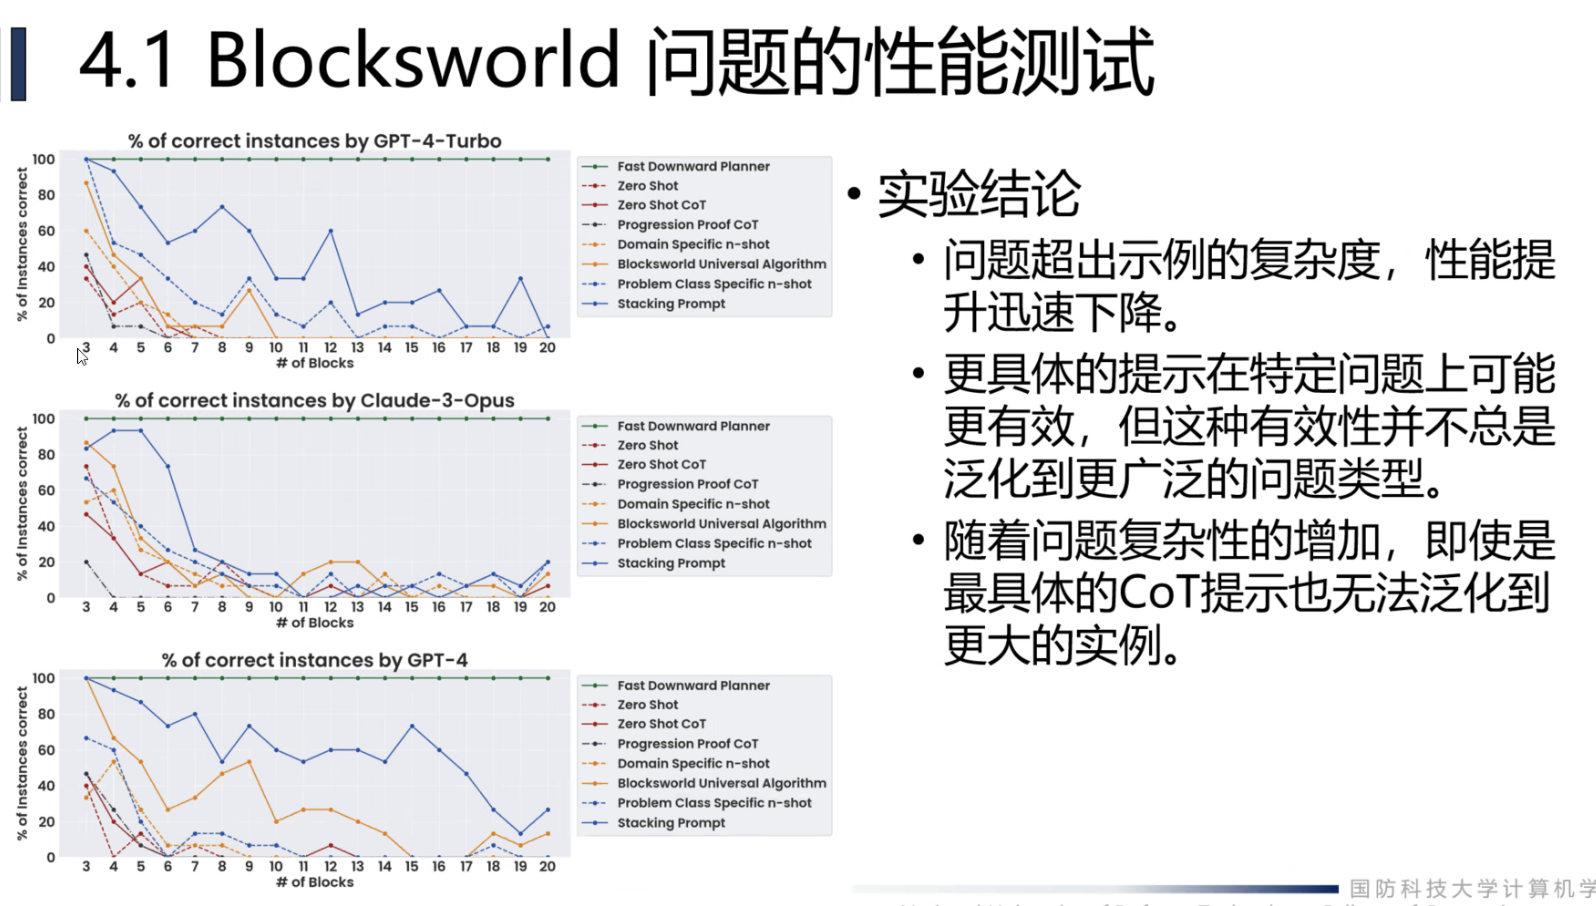 4.1 Blocksworld 问题的性能测试
% of correct instances by GPT-4-Turbo
% of Instances correct
100
80
60
40
20
0
3 4 5 6 7 8 9 10 11 12 13 14 15 16 17 18 19 20
# of Blocks
Fast Downward Planner
Zero Shot
Zero Shot CoT
Progression Proof CoT
Domain Specific n-shot
Blocksworld Universal Algorithm
Problem Class Specific n-shot
Stacking Prompt
% of correct instances by Claude-3-Opus
% of Instances correct
100
80
60
40
20
0
3 4 5 6 7 8 9 10 11 12 13 14 15 16 17 18 19 20
# of Blocks
Fast Downward Planner
Zero Shot
Zero Shot CoT
Progression Proof CoT
Domain Specific n-shot
Blocksworld Universal Algorithm
Problem Class Specific n-shot
Stacking Prompt
% of correct instances by GPT-4
% of Instances correct
100
80
60
40
20
0
3 4 5 6 7 8 9 10 11 12 13 14 15 16 17 18 19 20
# of Blocks
Fast Downward Planner
Zero Shot
Zero Shot CoT
Progression Proof CoT
Domain Specific n-shot
Blocksworld Universal Algorithm
Problem Class Specific n-shot
Stacking Prompt
• 实验结论
• 问题超出示例的复杂度，性能提
升迅速下降。
• 更具体的提示在特定问题上可能
更有效，但这种有效性并不总是
泛化到更广泛的问题类型。
• 随着问题复杂性的增加，即使是
最具体的CoT提示也无法泛化到
更大的实例。
国防科技大学计算机学